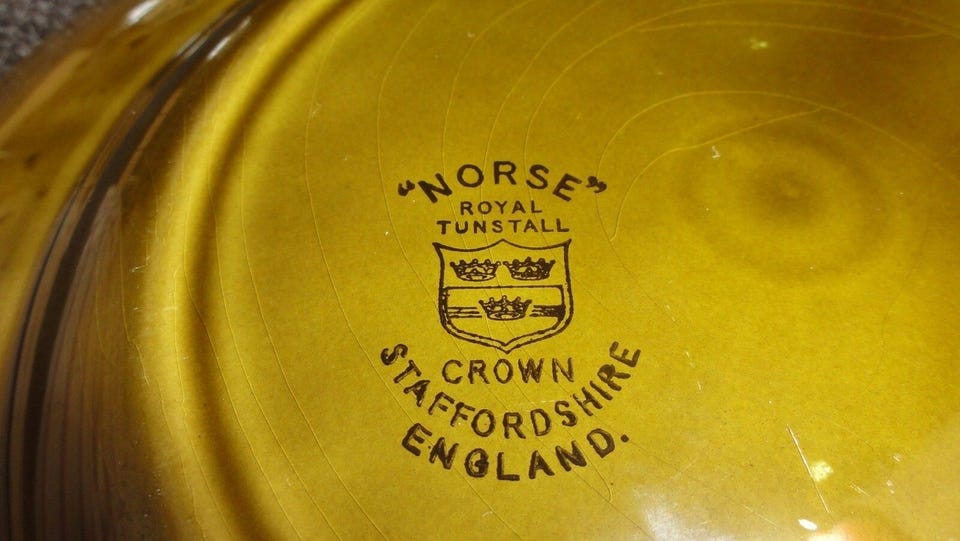 "NORSE"
ROYAL
TUNSTALL
CROWN
STAFFORDSHIRE
ENGLAND.